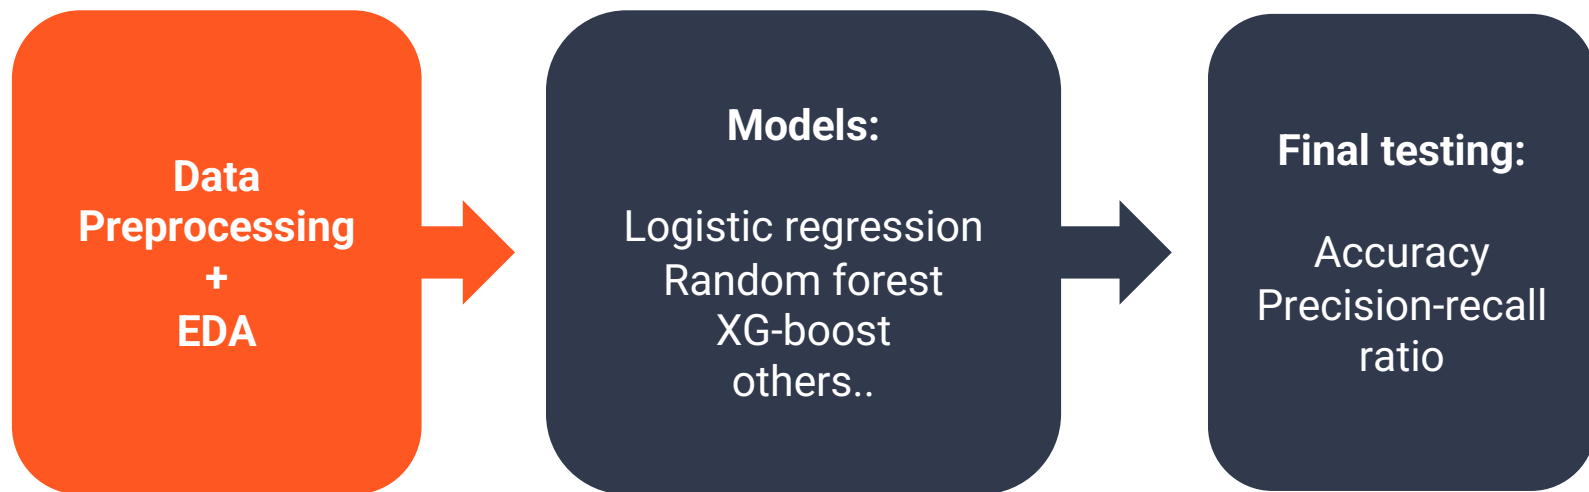 Data
Preprocessing
+
EDA
Models:
Logistic regression
Random forest
XG-boost
others..
Final testing:
Accuracy
Precision-recall
ratio